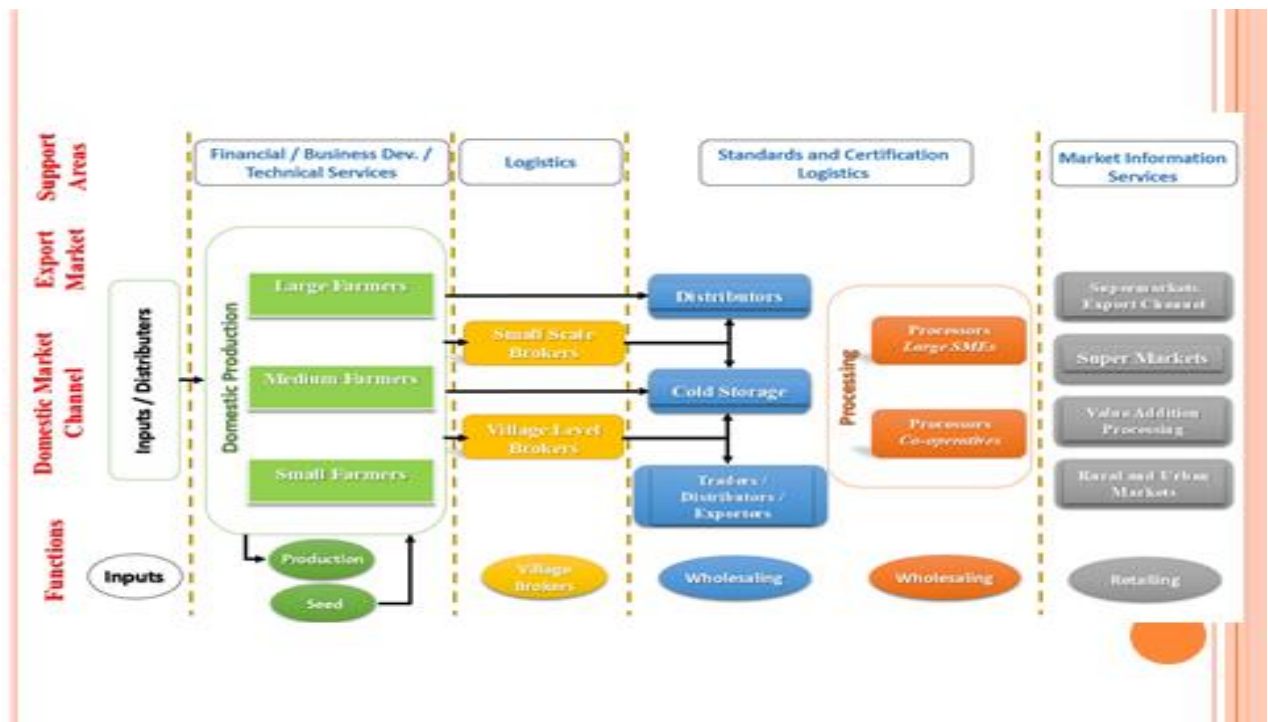 Support
Areas
Financial / Business Dev. /
Technical Services
Logistics
Standards and Certification
Logistics
Market Information
Services
Export
Market
Domestic Market
Channel
Inputs / Distributers
Domestic Production
Large Farmers
Medium Farmers
Small Farmers
Small Scale
Brokers
Village Level
Brokers
Distributors
Cold Storage
Traders /
Distributors /
Exportors
Processing
Processors
Large SMEs
Processors
Co-operatives
Supermarkets
Export Channel
Super Markets
Value Addition
Processing
Rural and Urban
Markets
Functions
Inputs
Production
Seed
Village
Brokers
Wholesaling
Wholesaling
Retailing